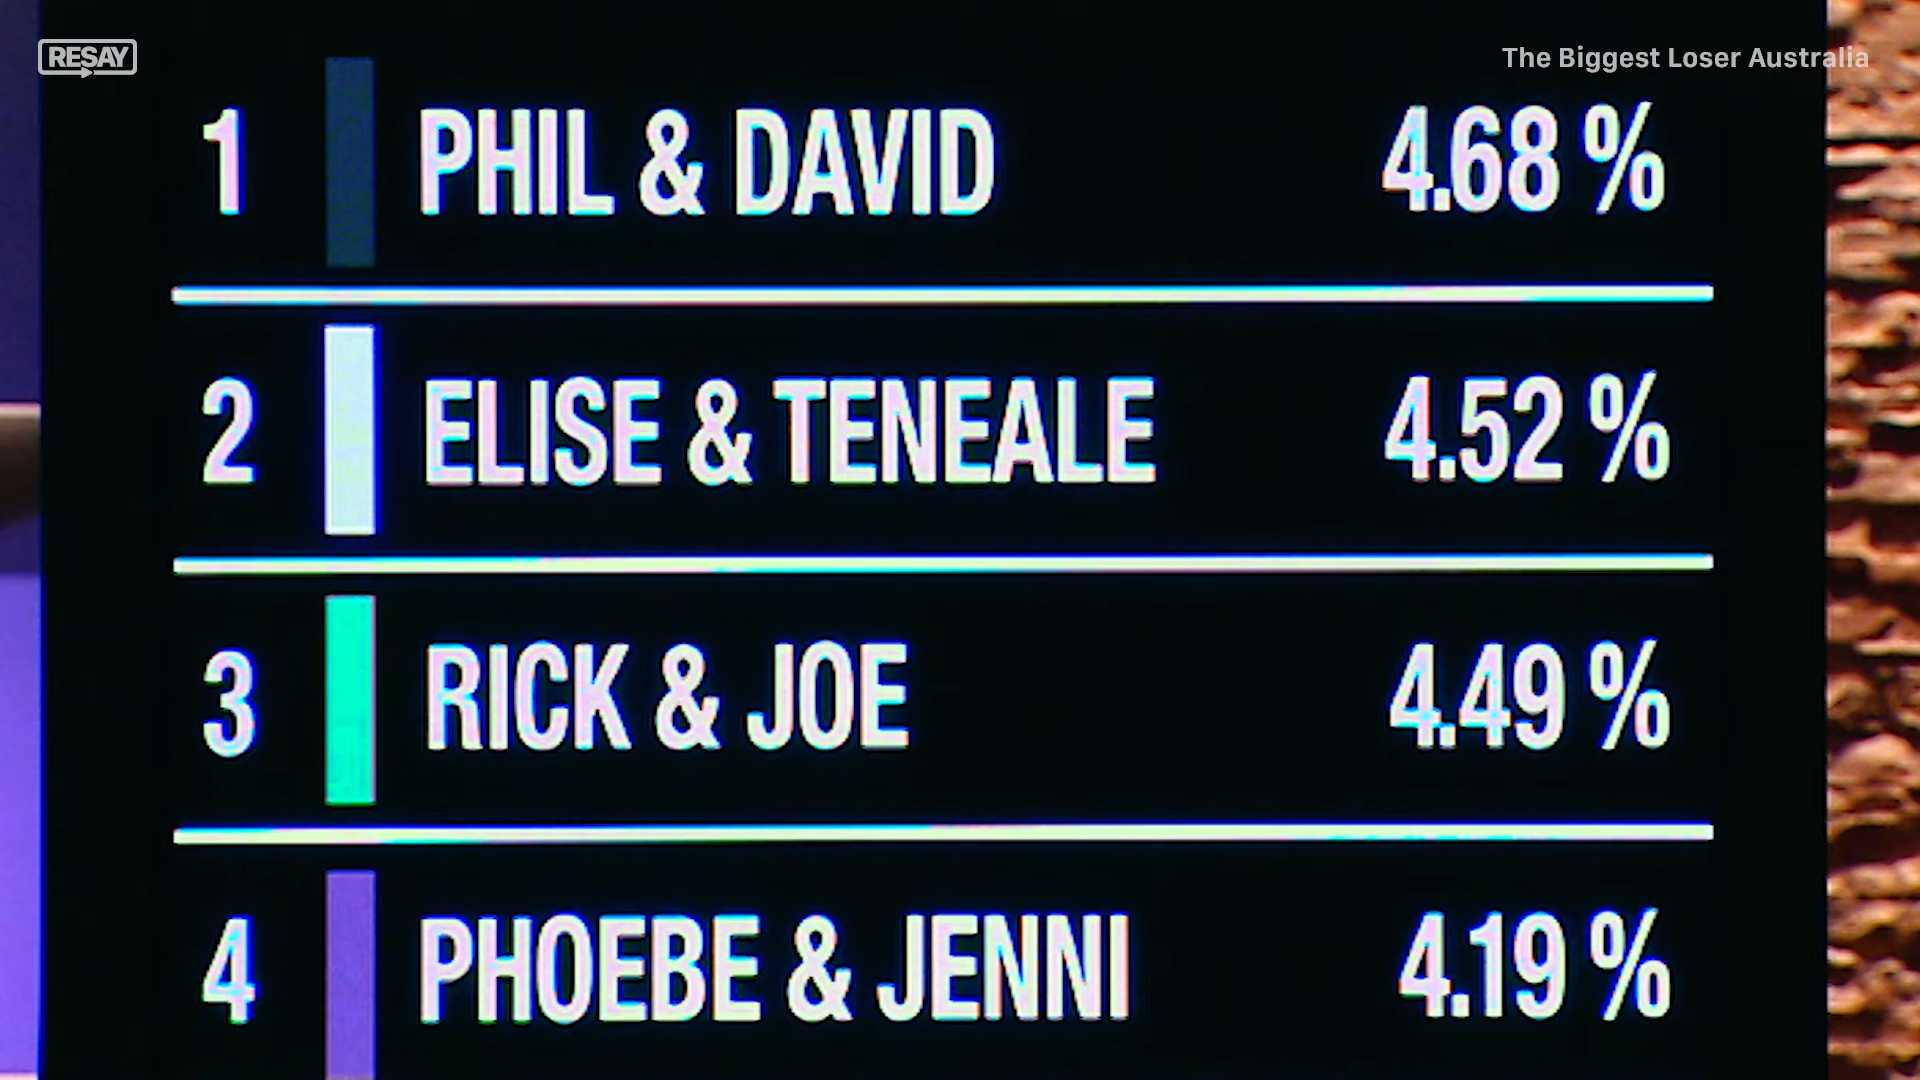 RESAY
The Biggest Loser Australia
1 PHIL & DAVID 4.68 %
2 ELISE & TENEALE 4.52 %
3 RICK & JOE 4.49 %
4 PHOEBE & JENNI 4.19 %